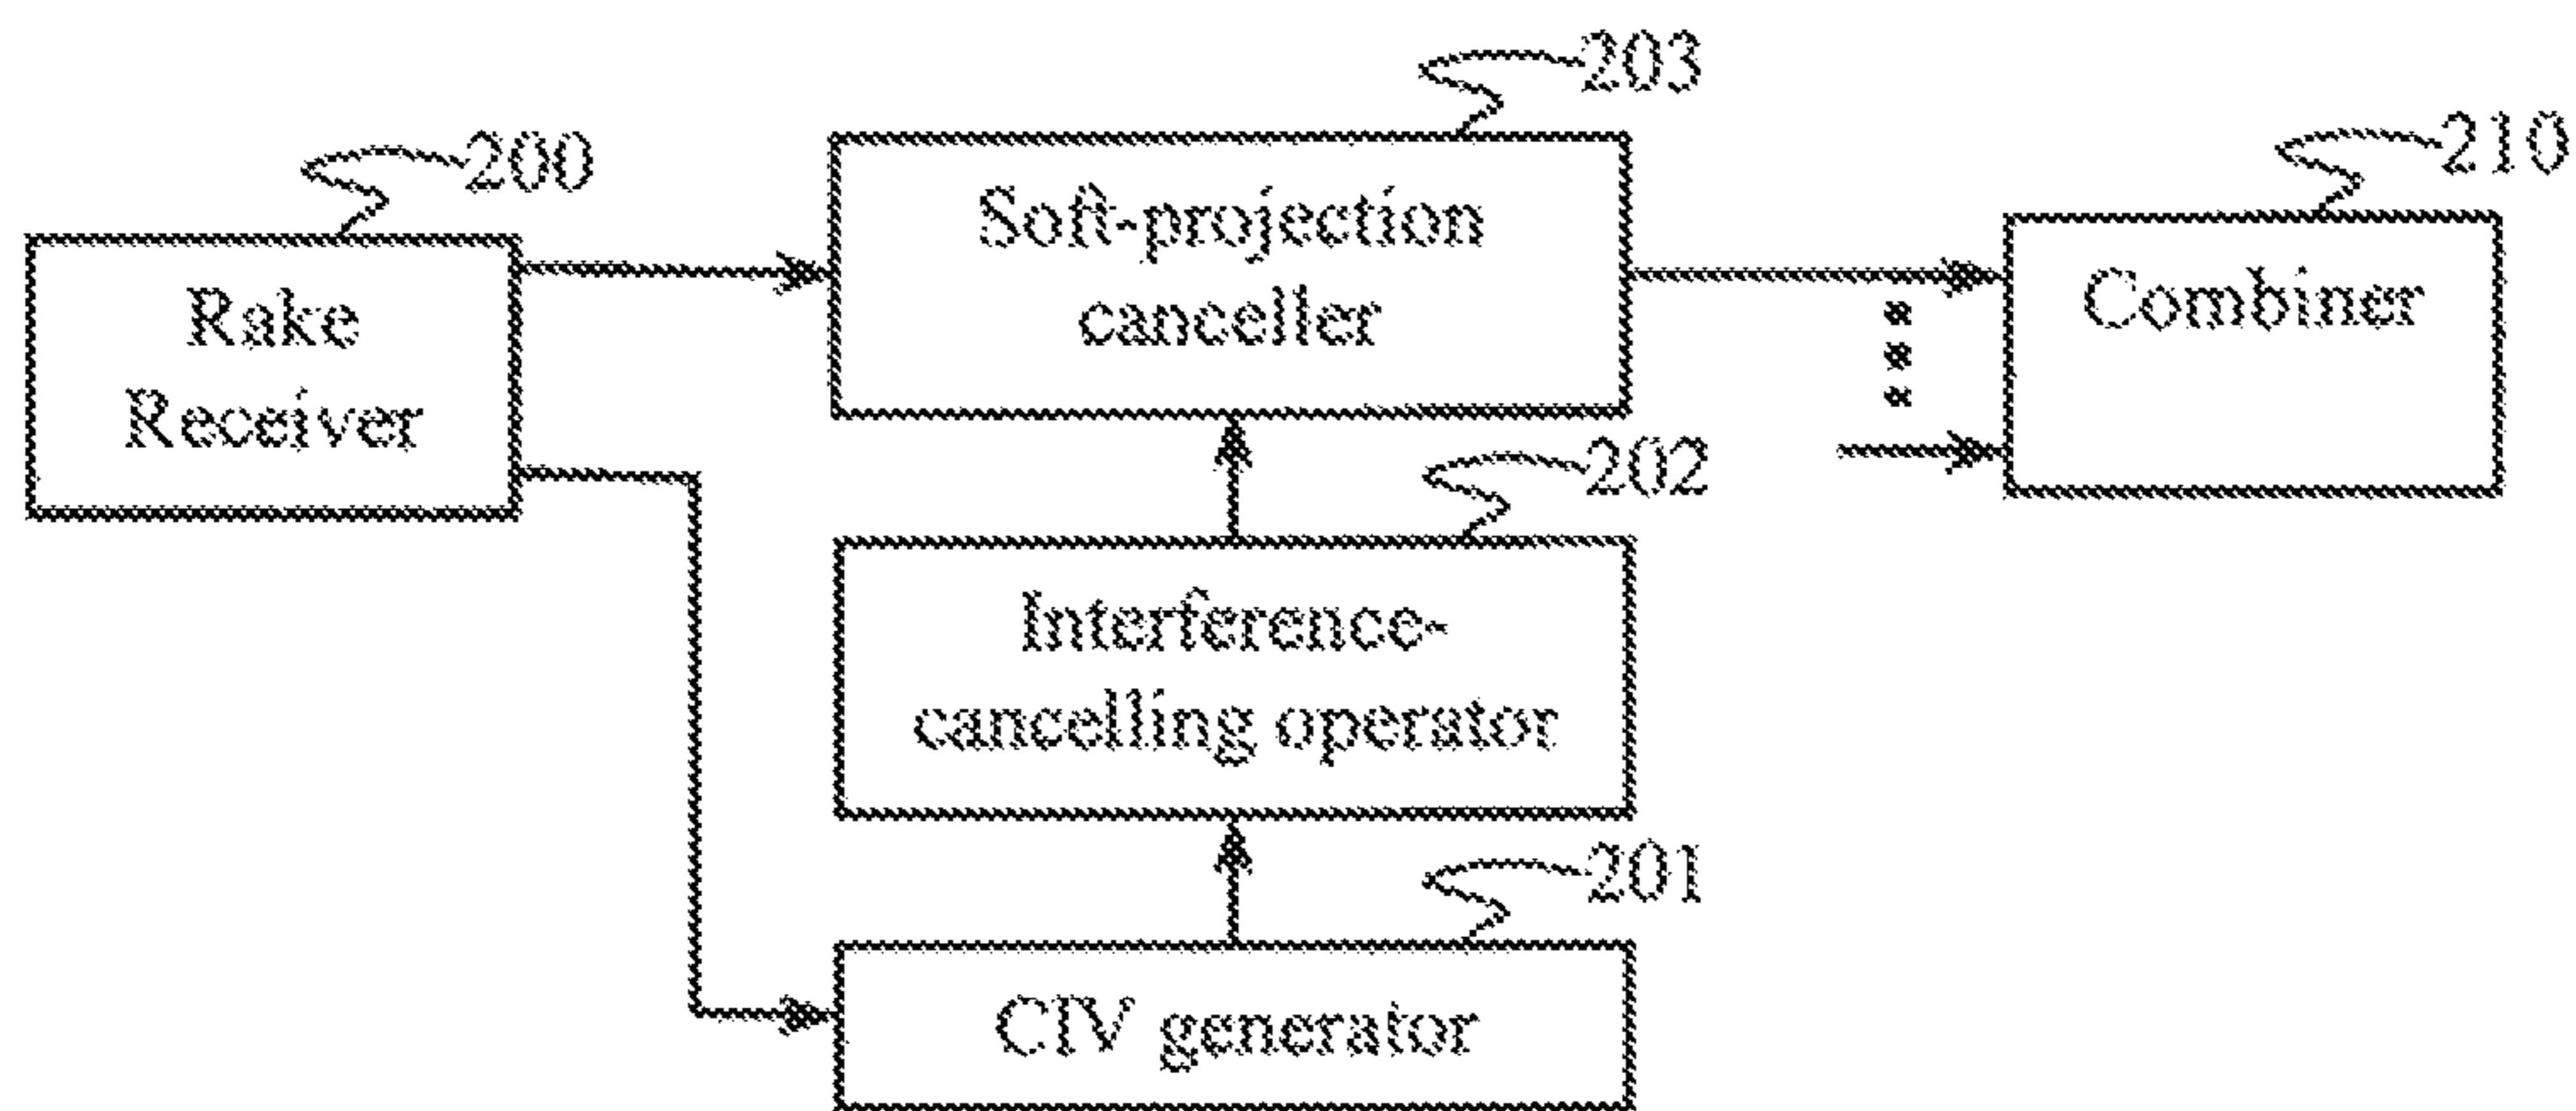 203
200
210
Soft-projection
canceller
Rake
Receiver
Combiner
202
Interference-
cancelling operator
201
CIV generator